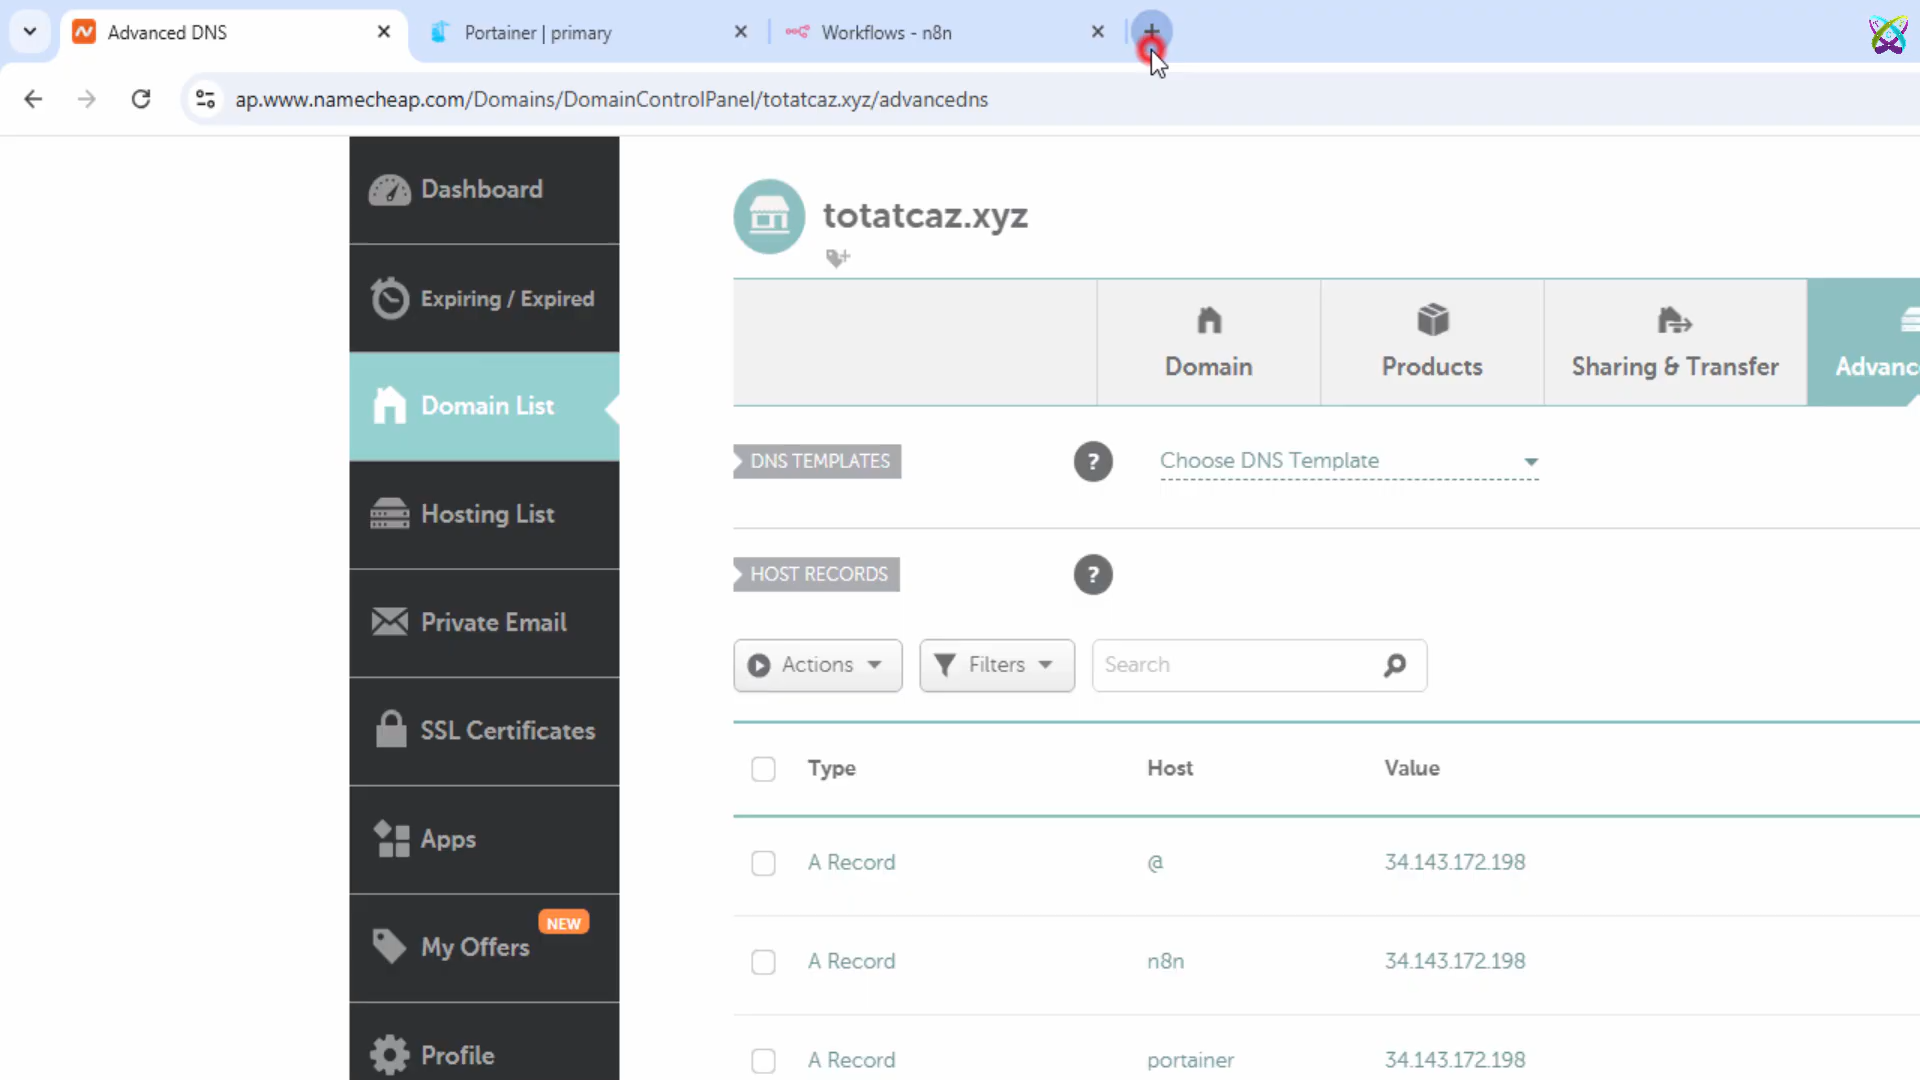 Advanced DNS
Portainer | primary
Workflows - n8n
ap.www.namecheap.com/Domains/DomainControlPanel/totatcaz.xyz/advancedns
Dashboard
Expiring / Expired
Domain List
Hosting List
Private Email
SSL Certificates
Apps
NEW
My Offers
Profile
totatcaz.xyz
Domain
Products
Sharing & Transfer
DNS TEMPLATES
?
Choose DNS Template
HOST RECORDS
?
Actions
Filters
Search
Type Host Value
A Record @ 34.143.172.198
A Record n8n 34.143.172.198
A Record portainer 34.143.172.198